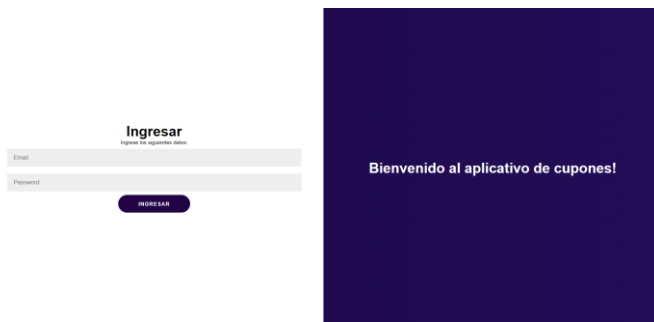 Ingresar
Ingrese los siguientes datos
Email
Password
INGRESAR
Bienvenido al aplicativo de cupones!